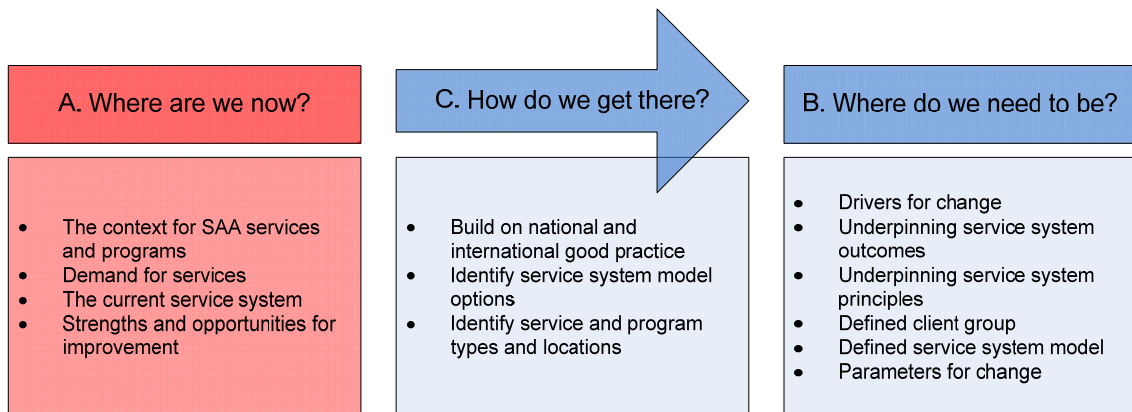 A. Where are we now?
• The context for SAA services
and programs
• Demand for services
• The current service system
• Strengths and opportunities for
improvement
C. How do we get there?
• Build on national and
international good practice
• Identify service system model
options
• Identify service and program
types and locations
B. Where do we need to be?
• Drivers for change
• Underpinning service system
outcomes
• Underpinning service system
principles
• Defined client group
• Defined service system model
• Parameters for change